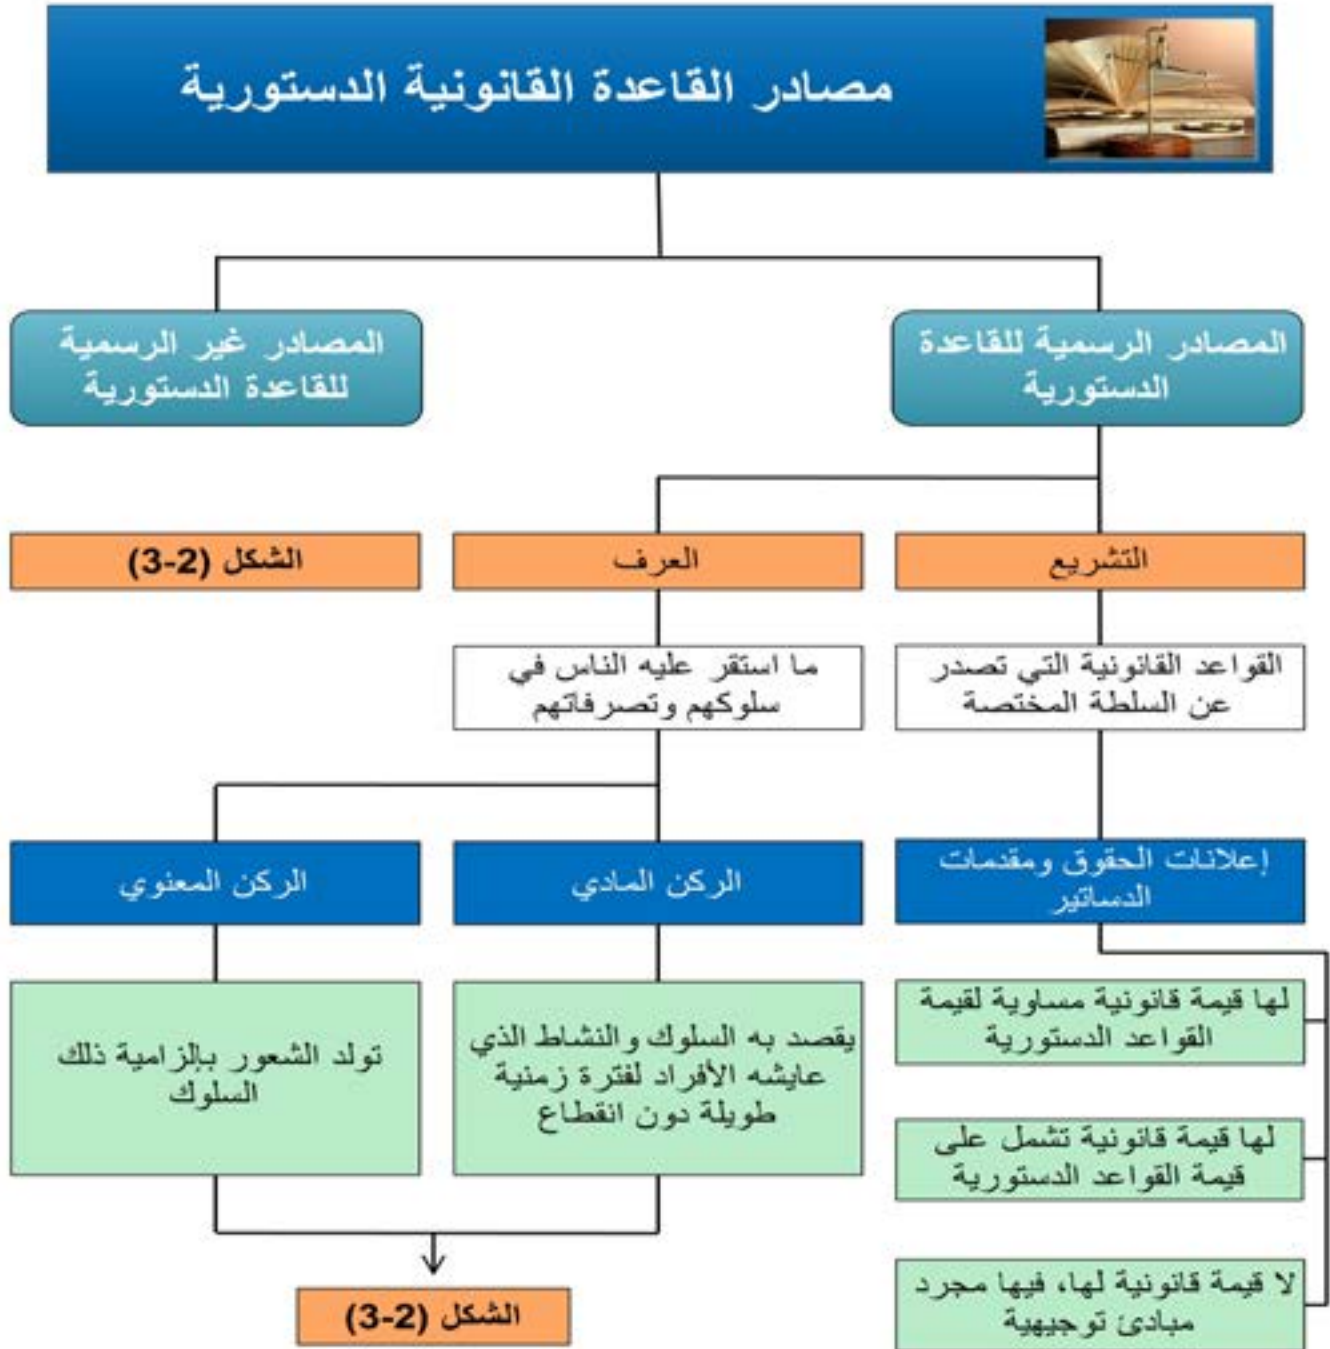 مصادر القاعدة القانونية الدستورية
المصادر الرسمية للقاعدة
الدستورية
المصادر غير الرسمية
للقاعدة الدستورية
التشريع
العرف
الشكل (2-3)
القواعد القانونية التي تصدر
عن السلطة المختصة
ما استقر عليه الناس في
سلوكهم وتصرفاتهم
إعلانات الحقوق ومقدمات
الدساتير
الركن المادي
الركن المعنوي
لها قيمة قانونية مساوية لقيمة
القواعد الدستورية
لها قيمة قانونية تشمل على
قيمة القواعد الدستورية
لا قيمة قانونية لها، فيها مجرد
مبادئ توجيهية
يقصد به السلوك والنشاط الذي
عايشه الأفراد لفترة زمنية
طويلة دون انقطاع
تولد الشعور بإلزامية ذلك
السلوك
الشكل (2-3)